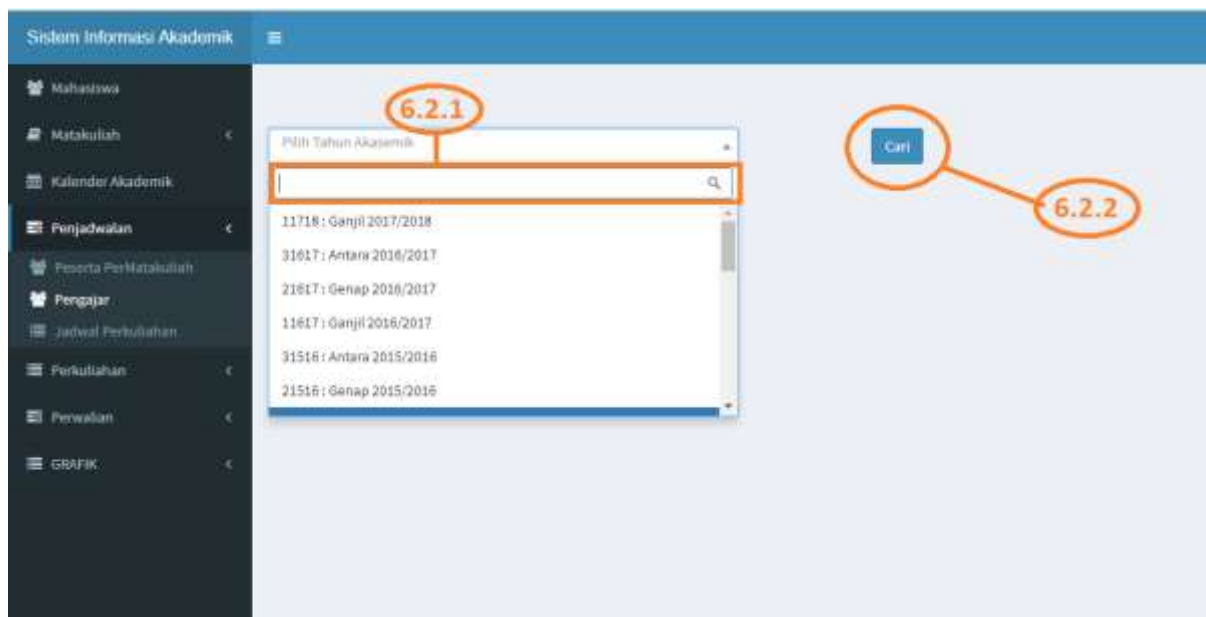 Sistem Informasi Akademik
Mahasiswa
Matakuliah
Kalender Akademik
Penjadwalan
Peserta PerMatakuliah
Pengajar
Jadwal Perkuliahan
Perkuliahan
Perwalian
GRAFIK
6.2.1
Pilih Tahun Akasemik
11718 : Ganjil 2017/2018
31617 : Antara 2016/2017
21617 : Genap 2016/2017
11617 : Ganjil 2016/2017
31516 : Antara 2015/2016
21516 : Genap 2015/2016
Cari
6.2.2